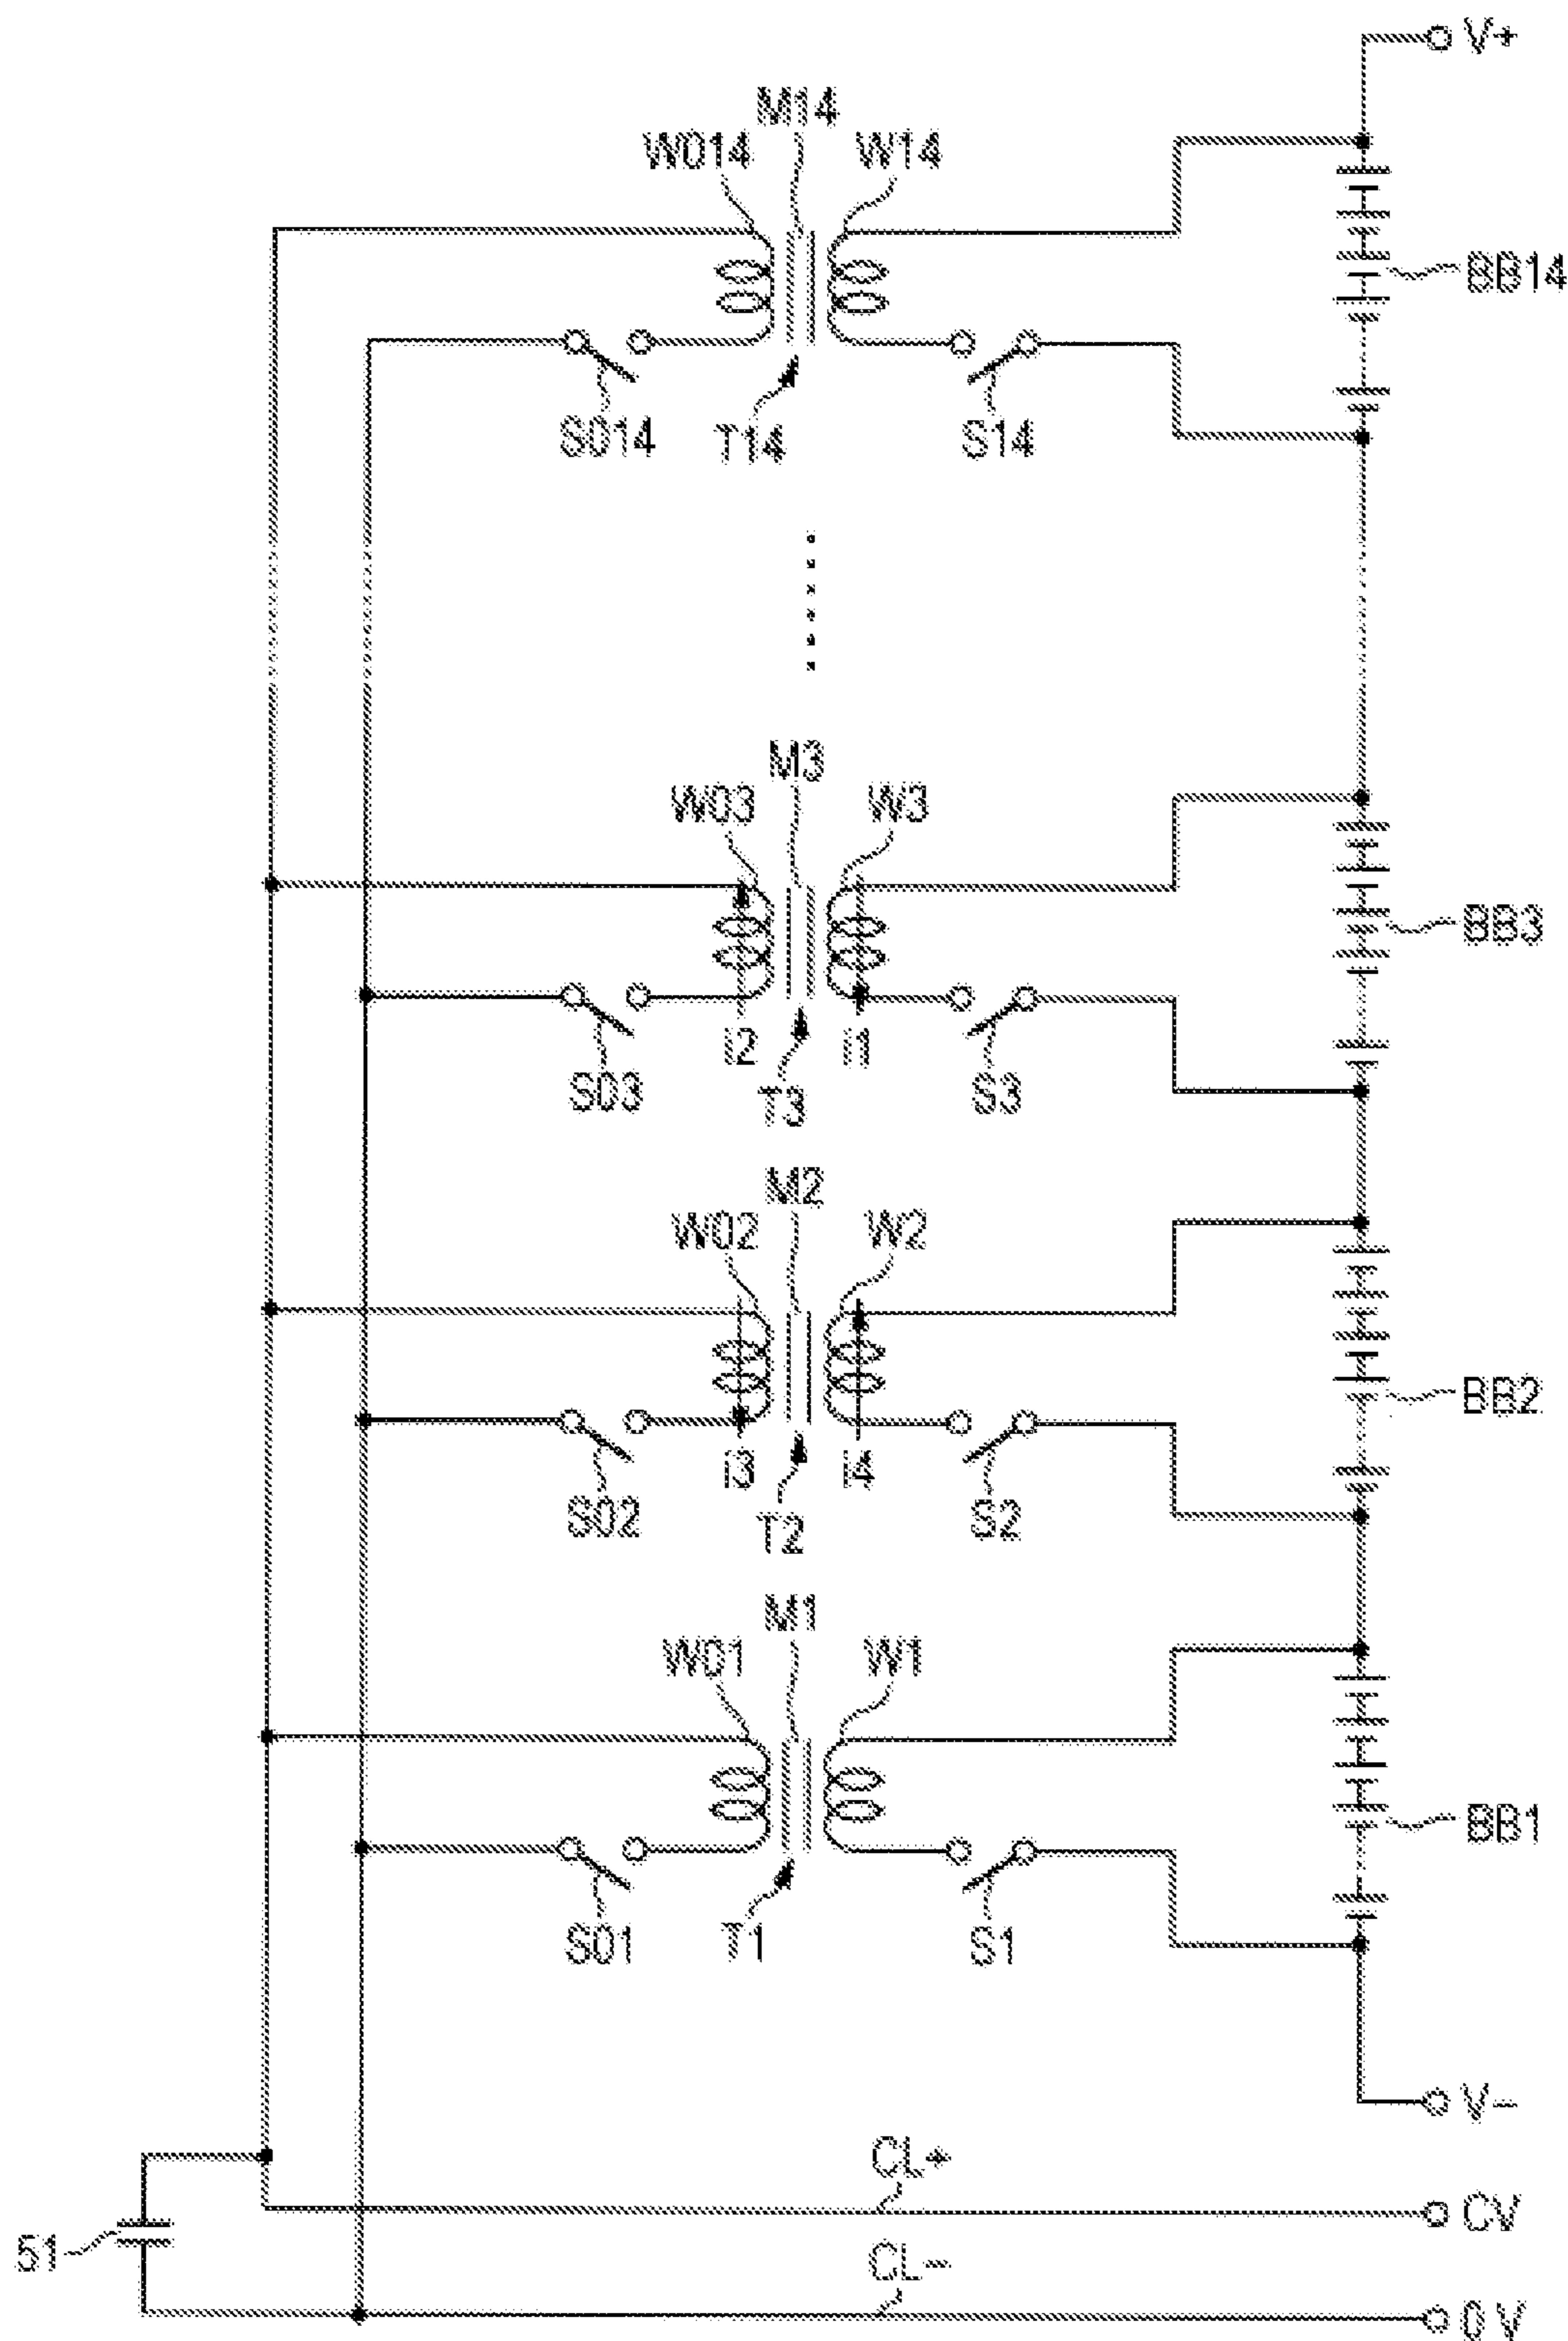 V+
M14
W014 W14
BB14
S014 T14 S14
M3
W03 W3
BB3
i2 i1
S03 T3 S3
M2
W02 W2
BB2
i3 i4
S02 T2 S2
M1
W01 W1
BB1
S01 T1 S1
V-
CL+
CV
51
CL-
0 V